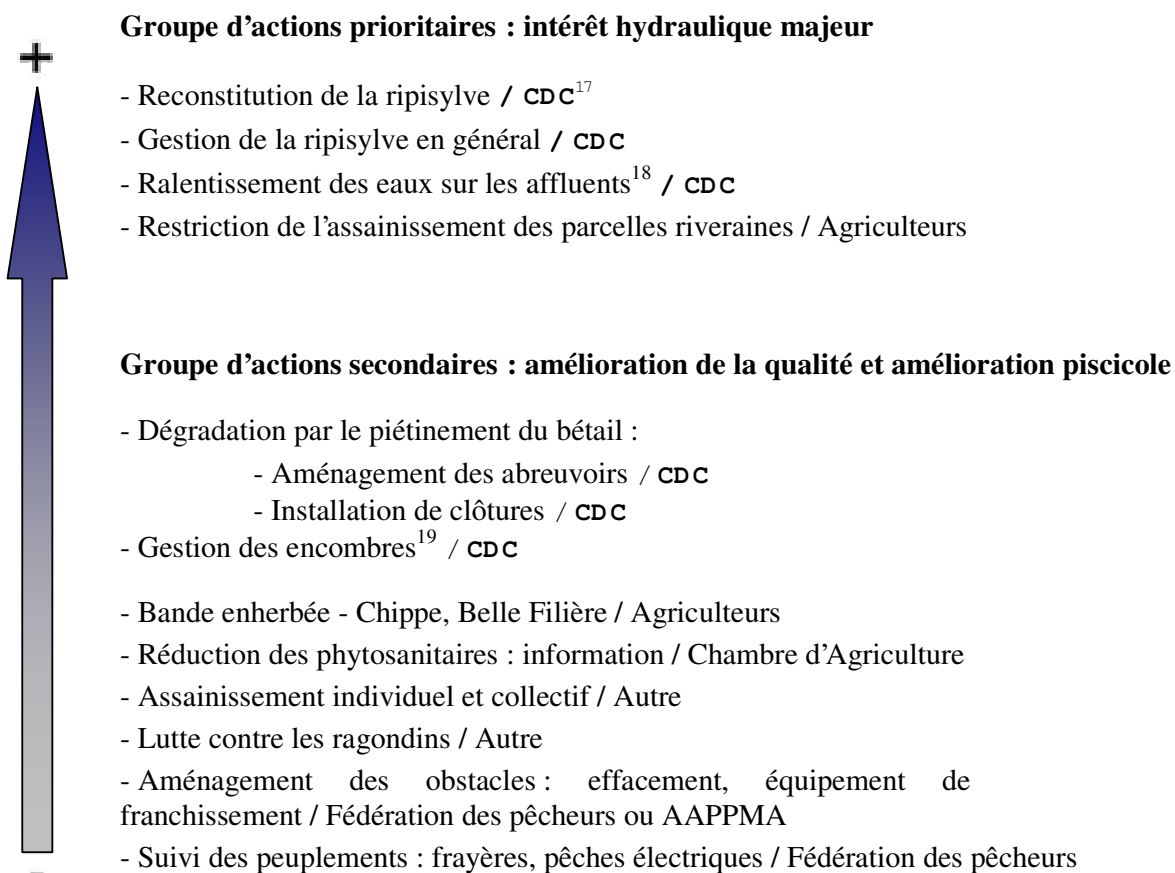 Groupe d'actions prioritaires : intérêt hydraulique majeur
+
- Reconstitution de la ripisylve / CDC17
- Gestion de la ripisylve en général / CDC
- Ralentissement des eaux sur les affluents18 / CDC
- Restriction de l'assainissement des parcelles riveraines / Agriculteurs
Groupe d'actions secondaires : amélioration de la qualité et amélioration piscicole
- Dégradation par le piétinement du bétail :
- Aménagement des abreuvoirs / CDC
- Installation de clôtures / CDC
- Gestion des encombres19 / CDC
- Bande enherbée - Chippe, Belle Filière / Agriculteurs
- Réduction des phytosanitaires : information / Chambre d'Agriculture
- Assainissement individuel et collectif / Autre
- Lutte contre les ragondins / Autre
- Aménagement des obstacles : effacement, équipement de
franchissement / Fédération des pêcheurs ou AAPPMA
- Suivi des peuplements : frayères, pêches électriques / Fédération des pêcheurs